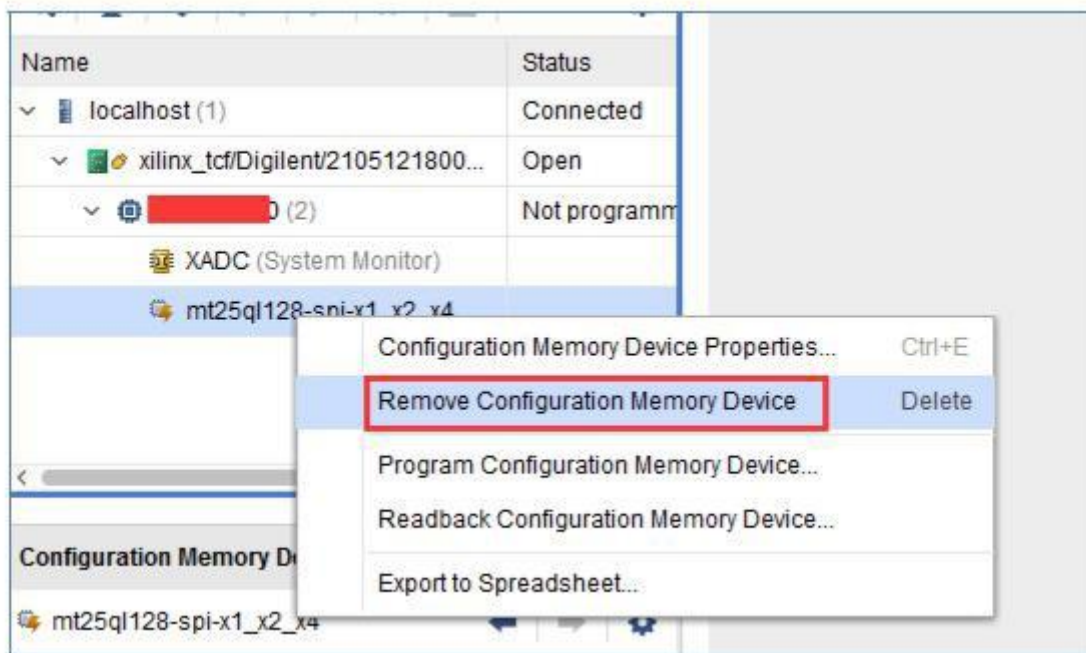 Name Status
localhost (1) Connected
xilinx_tcf/Digilent/2105121800... Open
0 (2) Not programm
XADC (System Monitor)
mt25ql128-spi-x1_x2_x4
Configuration Memory Device Properties... Ctrl+E
Remove Configuration Memory Device Delete
Program Configuration Memory Device...
Readback Configuration Memory Device...
Configuration Memory De
Export to Spreadsheet...
mt25ql128-spi-x1_x2_x4